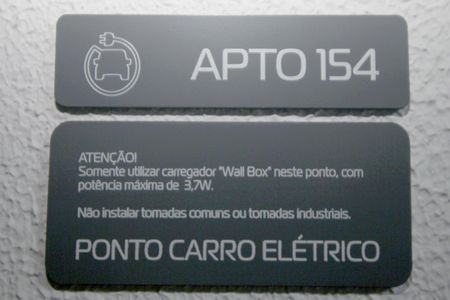 APTO 154
ATENÇÃO!
Somente utilizar carregador "Wall Box" neste ponto, com
potência máxima de 3,7W.
Não instalar tomadas comuns ou tomadas industriais.
PONTO CARRO ELÉTRICO